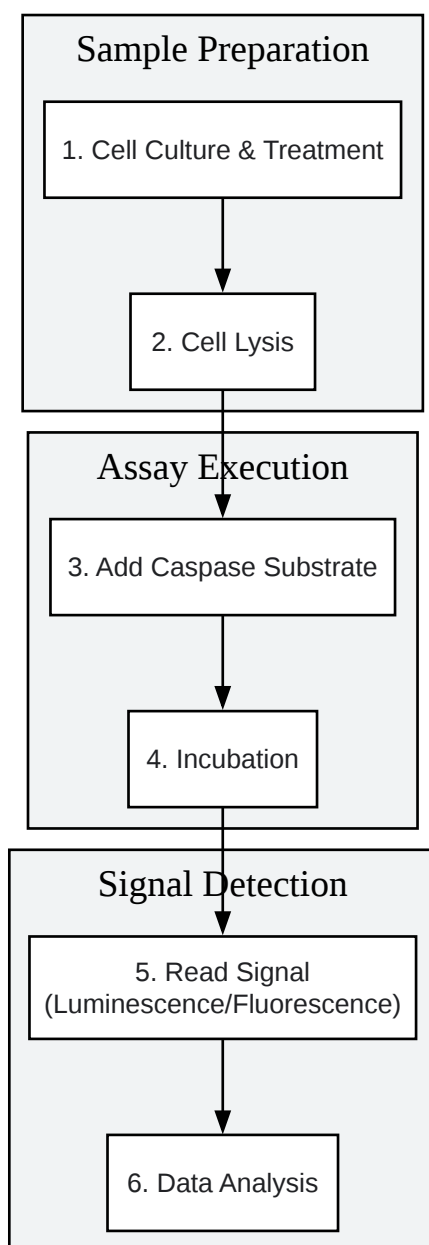 Sample Preparation
1. Cell Culture & Treatment
2. Cell Lysis
Assay Execution
3. Add Caspase Substrate
4. Incubation
Signal Detection
5. Read Signal
(Luminescence/Fluorescence)
6. Data Analysis